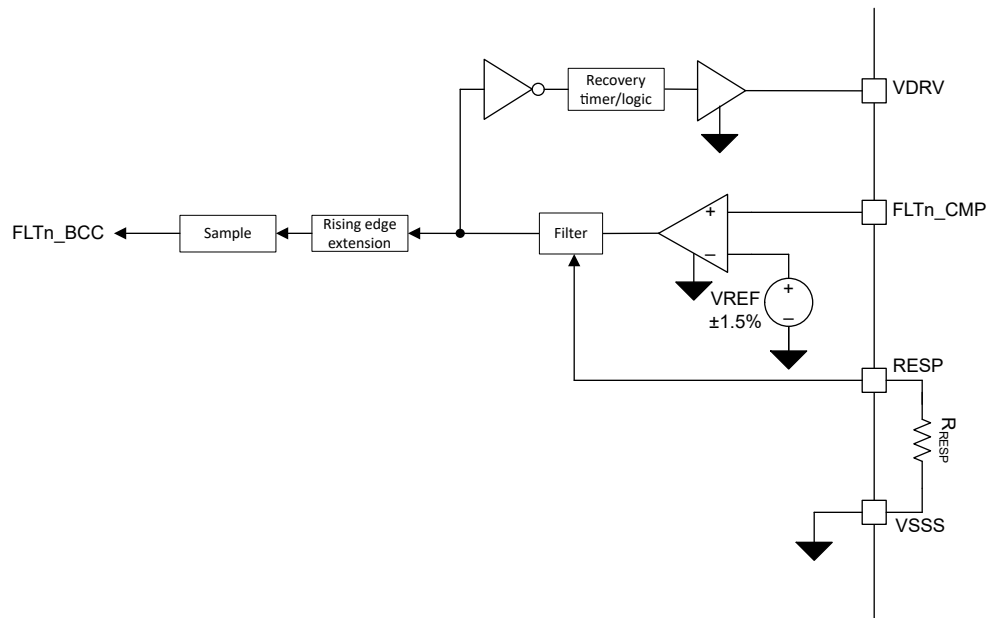 Recovery
timer/logic
VDRV
FLTn_CMP
FLTn_BCC
Sample
Rising edge
extension
Filter
+
–
VREF
±1.5%
+
–
RESP
RRESP
VSSS